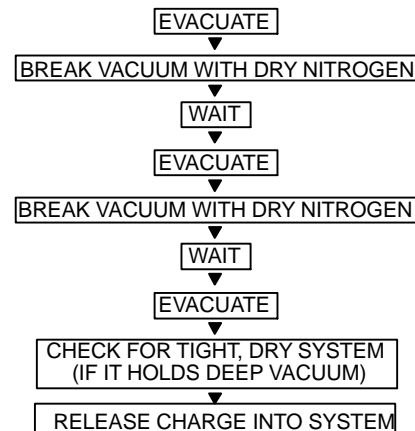 EVACUATE
BREAK VACUUM WITH DRY NITROGEN
WAIT
EVACUATE
BREAK VACUUM WITH DRY NITROGEN
WAIT
EVACUATE
CHECK FOR TIGHT, DRY SYSTEM
(IF IT HOLDS DEEP VACUUM)
RELEASE CHARGE INTO SYSTEM